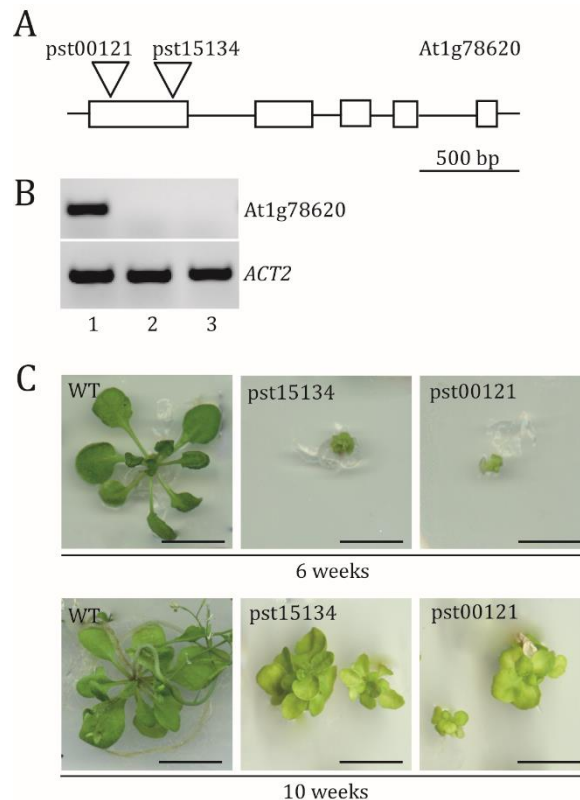 A
pst00121 pst15134 At1g78620
500 bp
B
At1g78620
ACT2
1 2 3
C
WT pst15134 pst00121
6 weeks
WT pst15134 pst00121
10 weeks